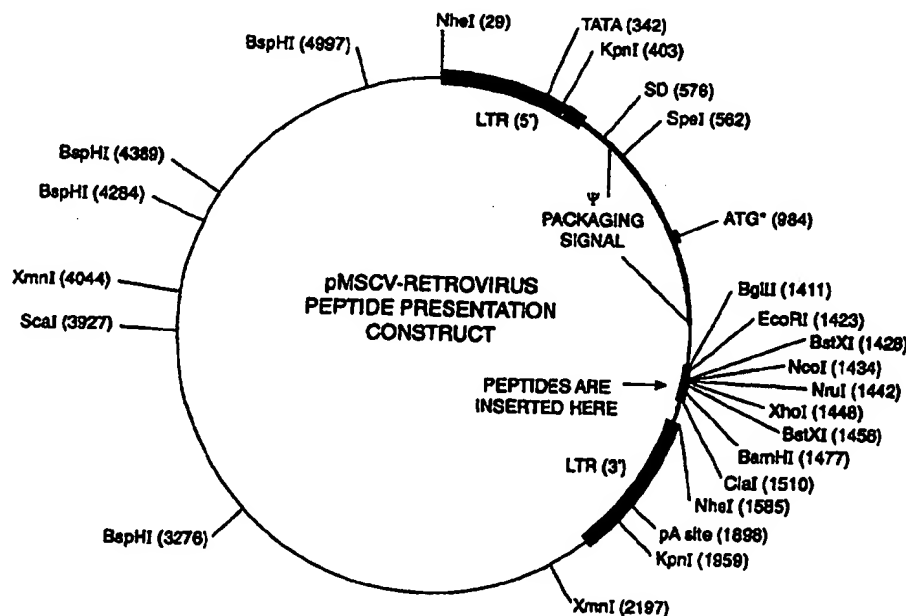 NheI (29)
TATA (342)
KpnI (403)
SD (576)
SpeI (562)
LTR (5')
Ψ
PACKAGING
SIGNAL
ATG* (984)
BglII (1411)
EcoRI (1423)
BstXI (1428)
NcoI (1434)
NruI (1442)
XhoI (1448)
BstXI (1456)
BamHI (1477)
ClaI (1510)
NheI (1585)
PEPTIDES ARE
INSERTED HERE
LTR (3')
pA site (1898)
KpnI (1959)
XmnI (2197)
BspHI (3276)
ScaI (3927)
XmnI (4044)
BspHI (4284)
BspHI (4389)
BspHI (4997)
pMSCV-RETROVIRUS
PEPTIDE PRESENTATION
CONSTRUCT